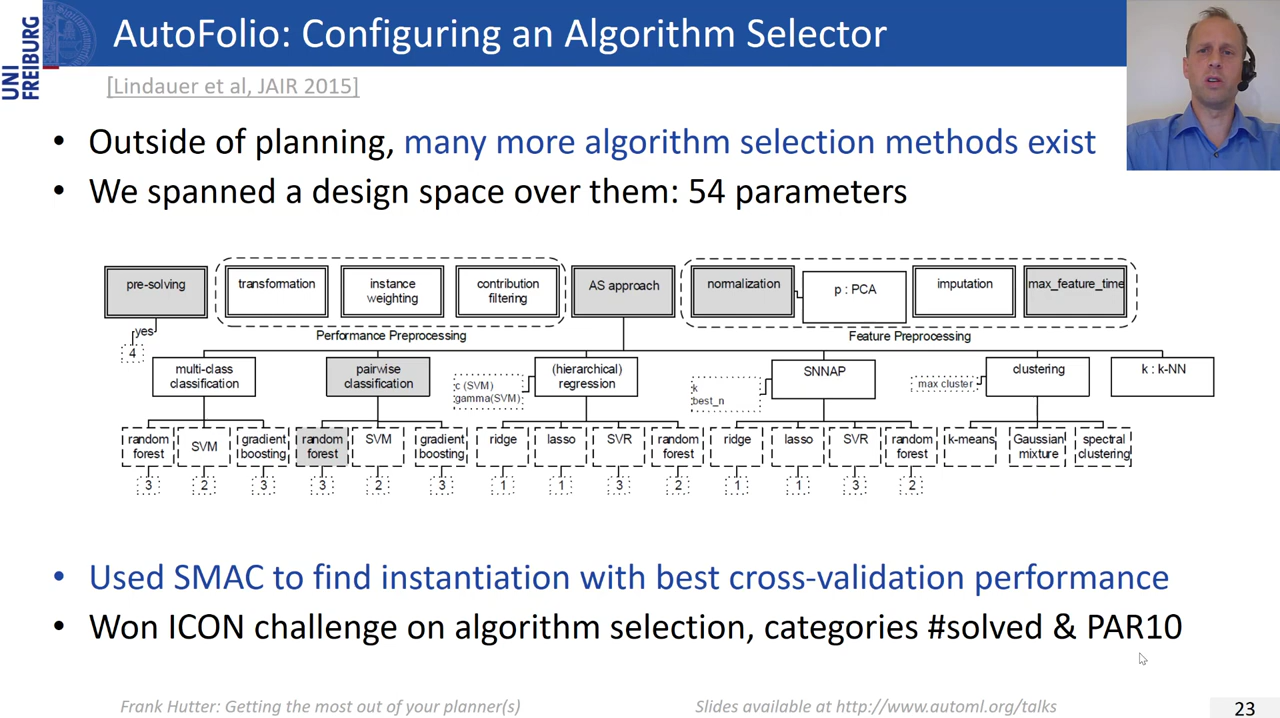 AutoFolio: Configuring an Algorithm Selector
UNI
FREIBURG
[Lindauer et al, JAIR 2015]
• Outside of planning, many more algorithm selection methods exist
• We spanned a design space over them: 54 parameters
pre-solving
transformation
instance
weighting
contribution
filtering
AS approach
normalization
p : PCA
imputation
max_feature_time
yes
4
Performance Preprocessing
Feature Preprocessing
multi-class
classification
pairwise
classification
c (SVM)
gamma(SVM)
(hierarchical)
regression
k
best_n
SNNAP
max cluster
clustering
k : k-NN
random
forest
SVM
gradient
boosting
random
forest
SVM
gradient
boosting
ridge
lasso
SVR
random
forest
ridge
lasso
SVR
random
forest
k-means
Gaussian
mixture
spectral
clustering
3
2
3
3
2
3
1
1
3
2
1
1
3
2
• Used SMAC to find instantiation with best cross-validation performance
• Won ICON challenge on algorithm selection, categories #solved & PAR10
Frank Hutter: Getting the most out of your planner(s)
Slides available at http://www.automl.org/talks
23